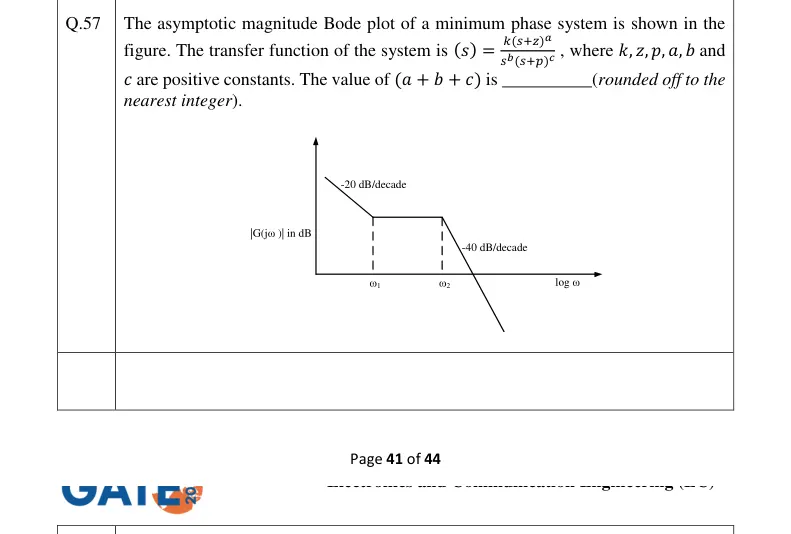 Q.57 The asymptotic magnitude Bode plot of a minimum phase system is shown in the
figure. The transfer function of the system is (s) = k(s+z)^a / s^b(s+p)^c , where k, z, p, a, b and
c are positive constants. The value of (a + b + c) is __________(rounded off to the
nearest integer).
-20 dB/decade
|G(jω )| in dB
-40 dB/decade
ω₁ ω₂ log ω
Page 41 of 44
GATE 20